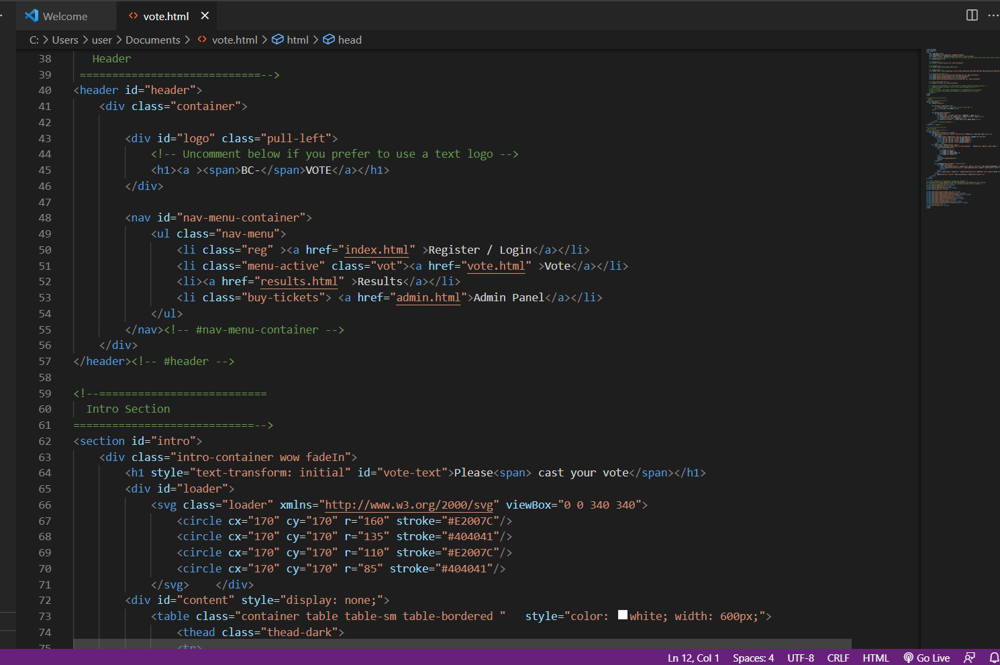 Welcome
<> vote.html ×
C: > Users > user > Documents > <> vote.html > html > head
38 Header
39 ============================-->
40 <header id="header">
41 <div class="container">
42
43 <div id="logo" class="pull-left">
44 <!-- Uncomment below if you prefer to use a text logo -->
45 <h1><a ><span>BC-</span>VOTE</a></h1>
46 </div>
47
48 <nav id="nav-menu-container">
49 <ul class="nav-menu">
50 <li class="reg" ><a href="index.html" >Register / Login</a></li>
51 <li class="menu-active" class="vot"><a href="vote.html" >Vote</a></li>
52 <li><a href="results.html" >Results</a></li>
53 <li class="buy-tickets"> <a href="admin.html">Admin Panel</a></li>
54 </ul>
55 </nav><!-- #nav-menu-container -->
56 </div>
57 </header><!-- #header -->
58
59 <!--==========================
60 Intro Section
61 ============================-->
62 <section id="intro">
63 <div class="intro-container wow fadeIn">
64 <h1 style="text-transform: initial" id="vote-text">Please<span> cast your vote</span></h1>
65 <div id="loader">
66 <svg class="loader" xmlns="http://www.w3.org/2000/svg" viewBox="0 0 340 340">
67 <circle cx="170" cy="170" r="160" stroke="#E2007C"/>
68 <circle cx="170" cy="170" r="135" stroke="#404041"/>
69 <circle cx="170" cy="170" r="110" stroke="#E2007C"/>
70 <circle cx="170" cy="170" r="85" stroke="#404041"/>
71 </svg>    </div>
72 <div id="content" style="display: none;">
73 <table class="container table table-sm table-bordered "   style="color: white; width: 600px;">
74 <thead class="thead-dark">
75 <tr>
Ln 12, Col 1 Spaces: 4 UTF-8 CRLF HTML Go Live